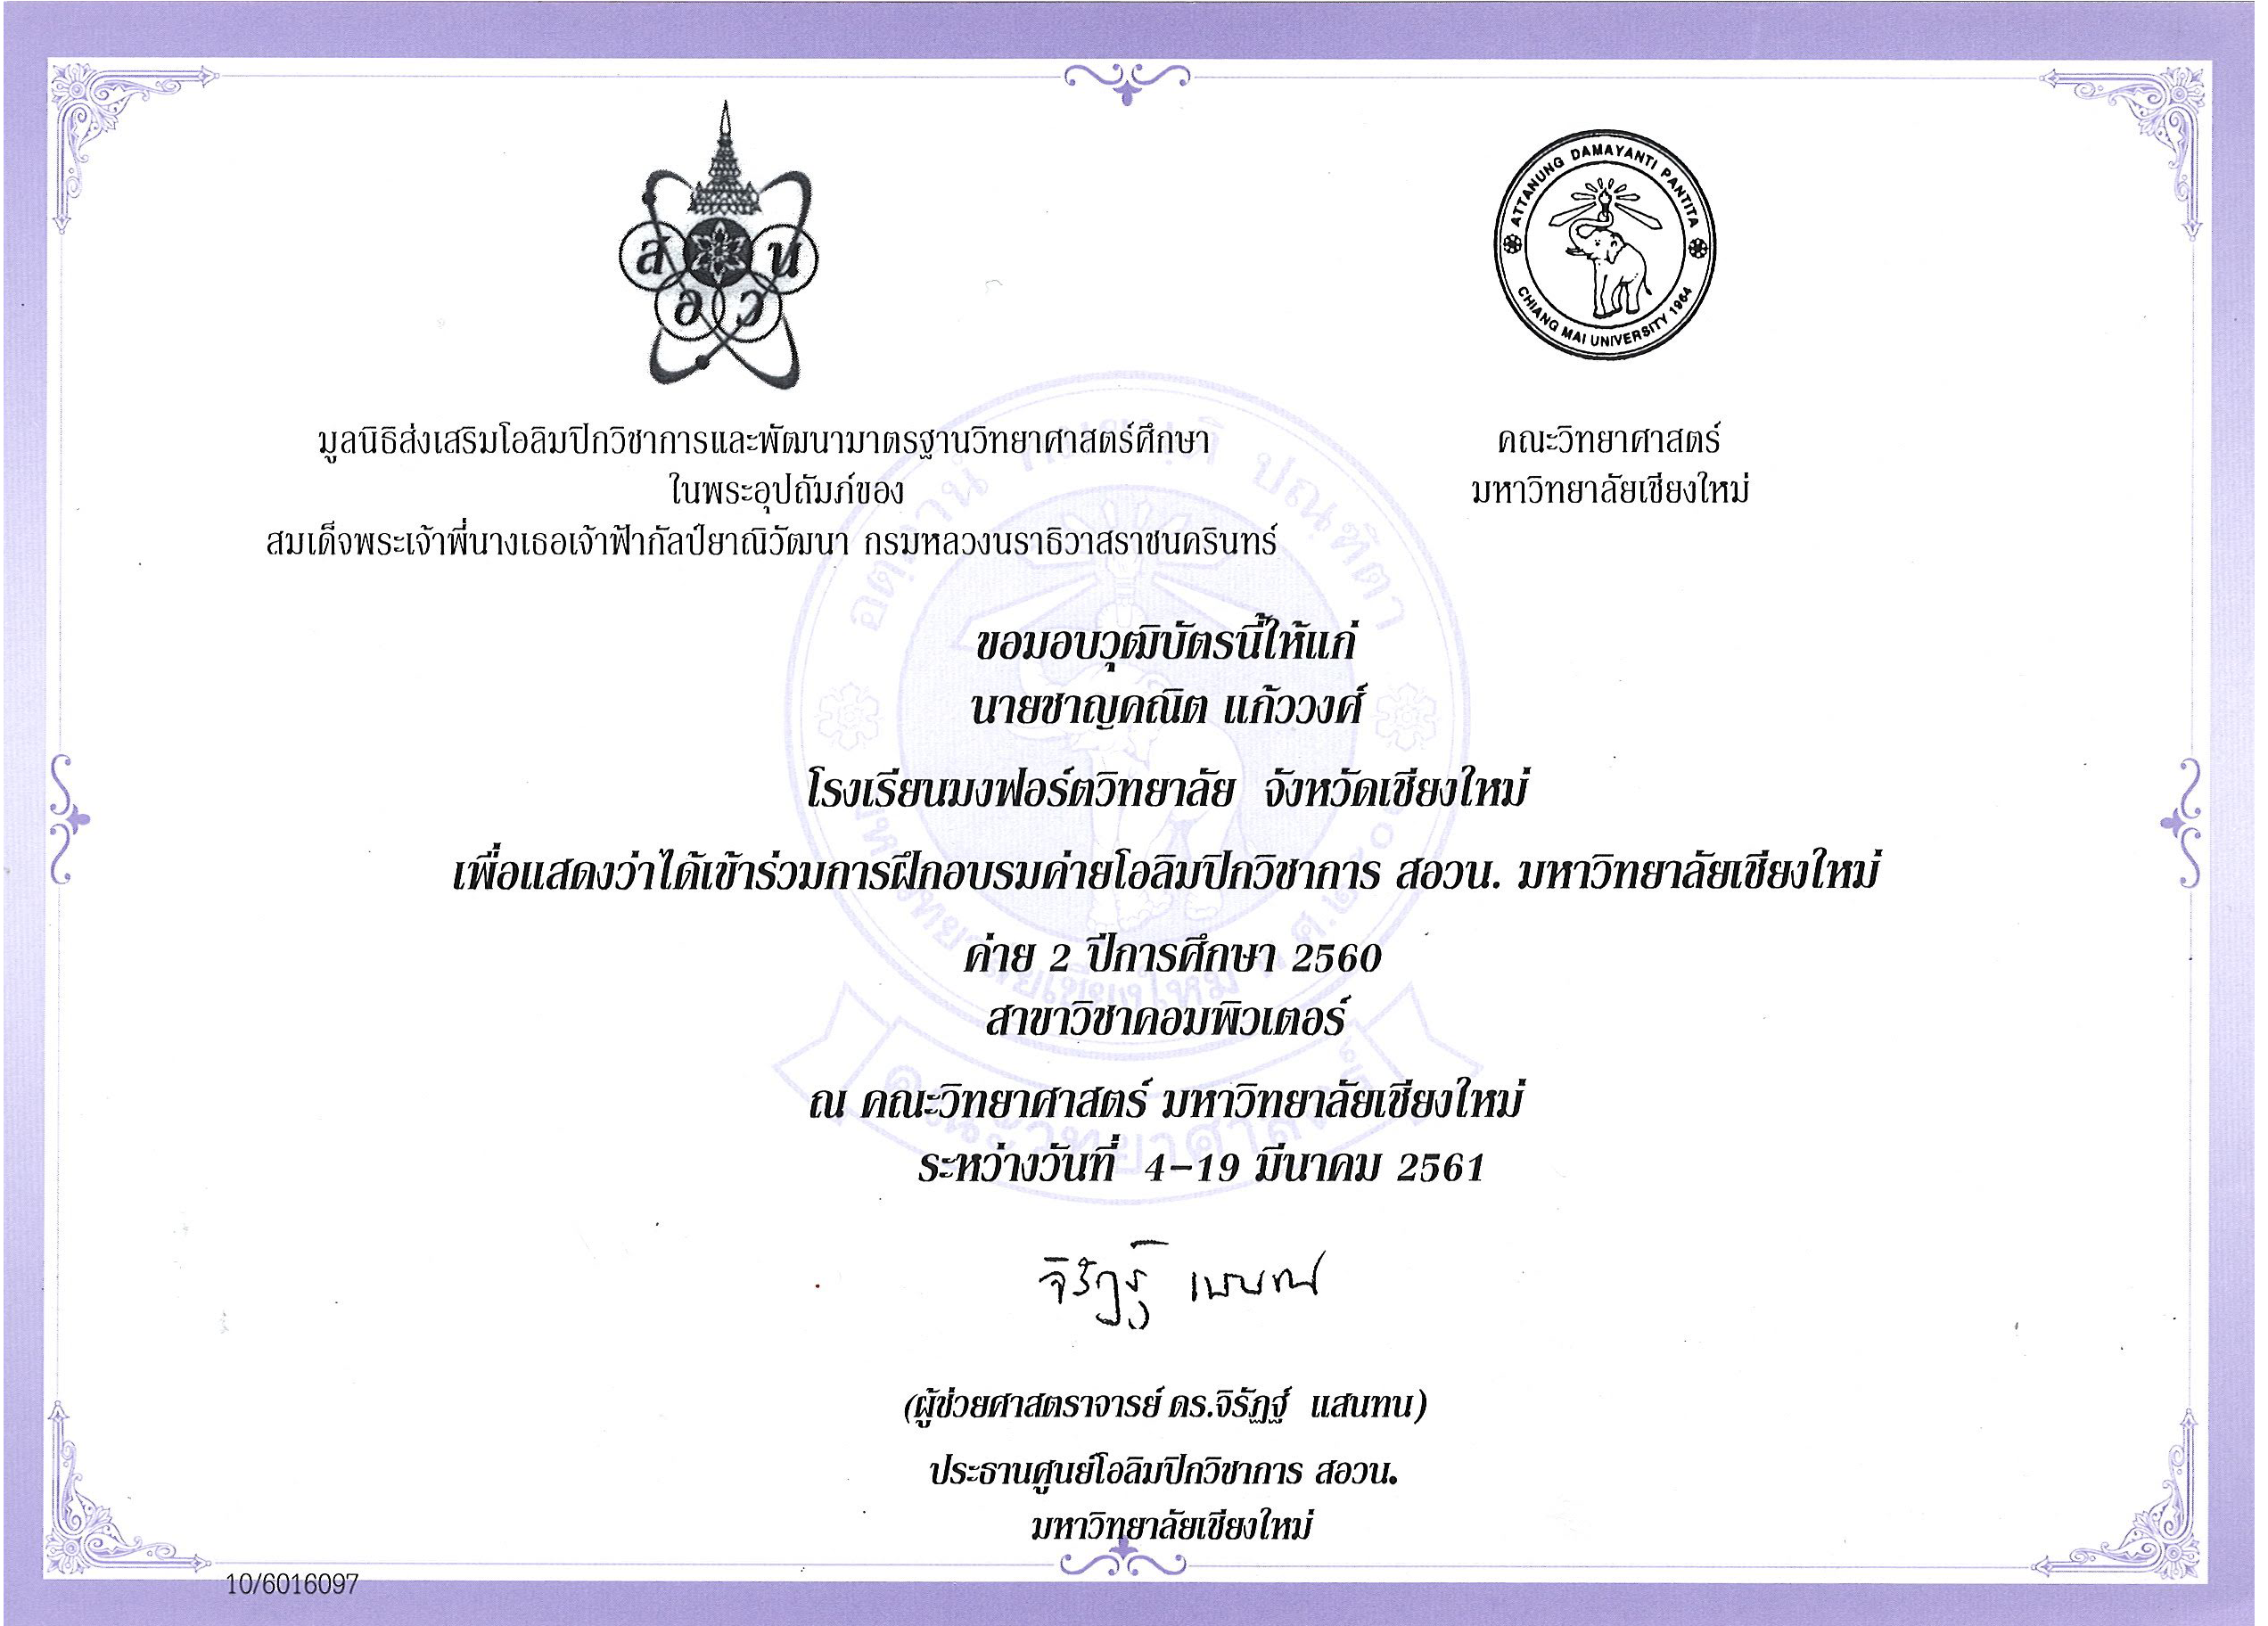 ส อ ว น
ATTANUNG DAMAYANTI PANTITA
CHIANG MAI UNIVERSITY 1964
มูลนิธิส่งเสริมโอลิมปิกวิชาการและพัฒนามาตรฐานวิทยาศาสตร์ศึกษา
ในพระอุปถัมภ์ของ
สมเด็จพระเจ้าพี่นางเธอเจ้าฟ้ากัลป์ยาณิวัฒนา กรมหลวงนราธิวาสราชนครินทร์
คณะวิทยาศาสตร์
มหาวิทยาลัยเชียงใหม่
ขอมอบวุฒิบัตรนี้ให้แก่
นายชาญคณิต แก้ววงศ์
โรงเรียนมงฟอร์ตวิทยาลัย จังหวัดเชียงใหม่
เพื่อแสดงว่าได้เข้าร่วมการฝึกอบรมค่ายโอลิมปิกวิชาการ สอวน. มหาวิทยาลัยเชียงใหม่
ค่าย 2 ปีการศึกษา 2560
สาขาวิชาคอมพิวเตอร์
ณ คณะวิทยาศาสตร์ มหาวิทยาลัยเชียงใหม่
ระหว่างวันที่ 4-19 มีนาคม 2561
(ผู้ช่วยศาสตราจารย์ ดร.จิรัฏฐ์ แสนทน)
ประธานศูนย์โอลิมปิกวิชาการ สอวน.
มหาวิทยาลัยเชียงใหม่
10/6016097